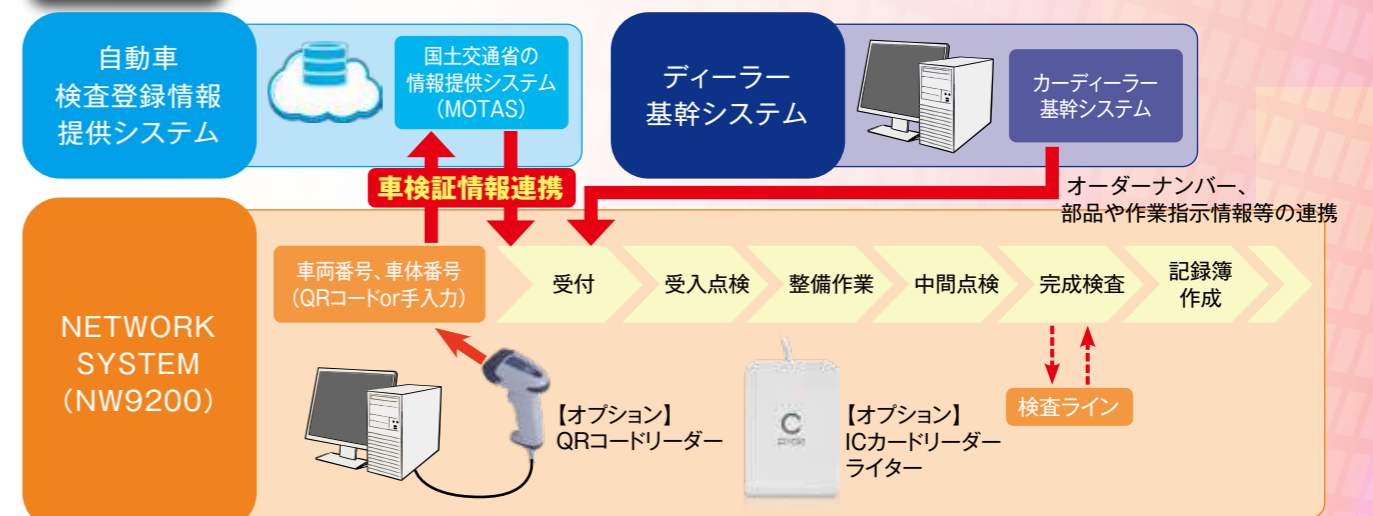 自動車
検査登録情報
提供システム
国土交通省の
情報提供システム
（MOTAS）
ディーラー
基幹システム
カーディーラー
基幹システム
車検証情報連携
オーダーナンバー、
部品や作業指示情報等の連携
NETWORK
SYSTEM
（NW9200）
車両番号、車体番号
（QRコードor手入力）
受付
受入点検
整備作業
中間点検
完成検査
記録簿
作成
検査ライン
【オプション】
QRコードリーダー
【オプション】
ICカードリーダー
ライター